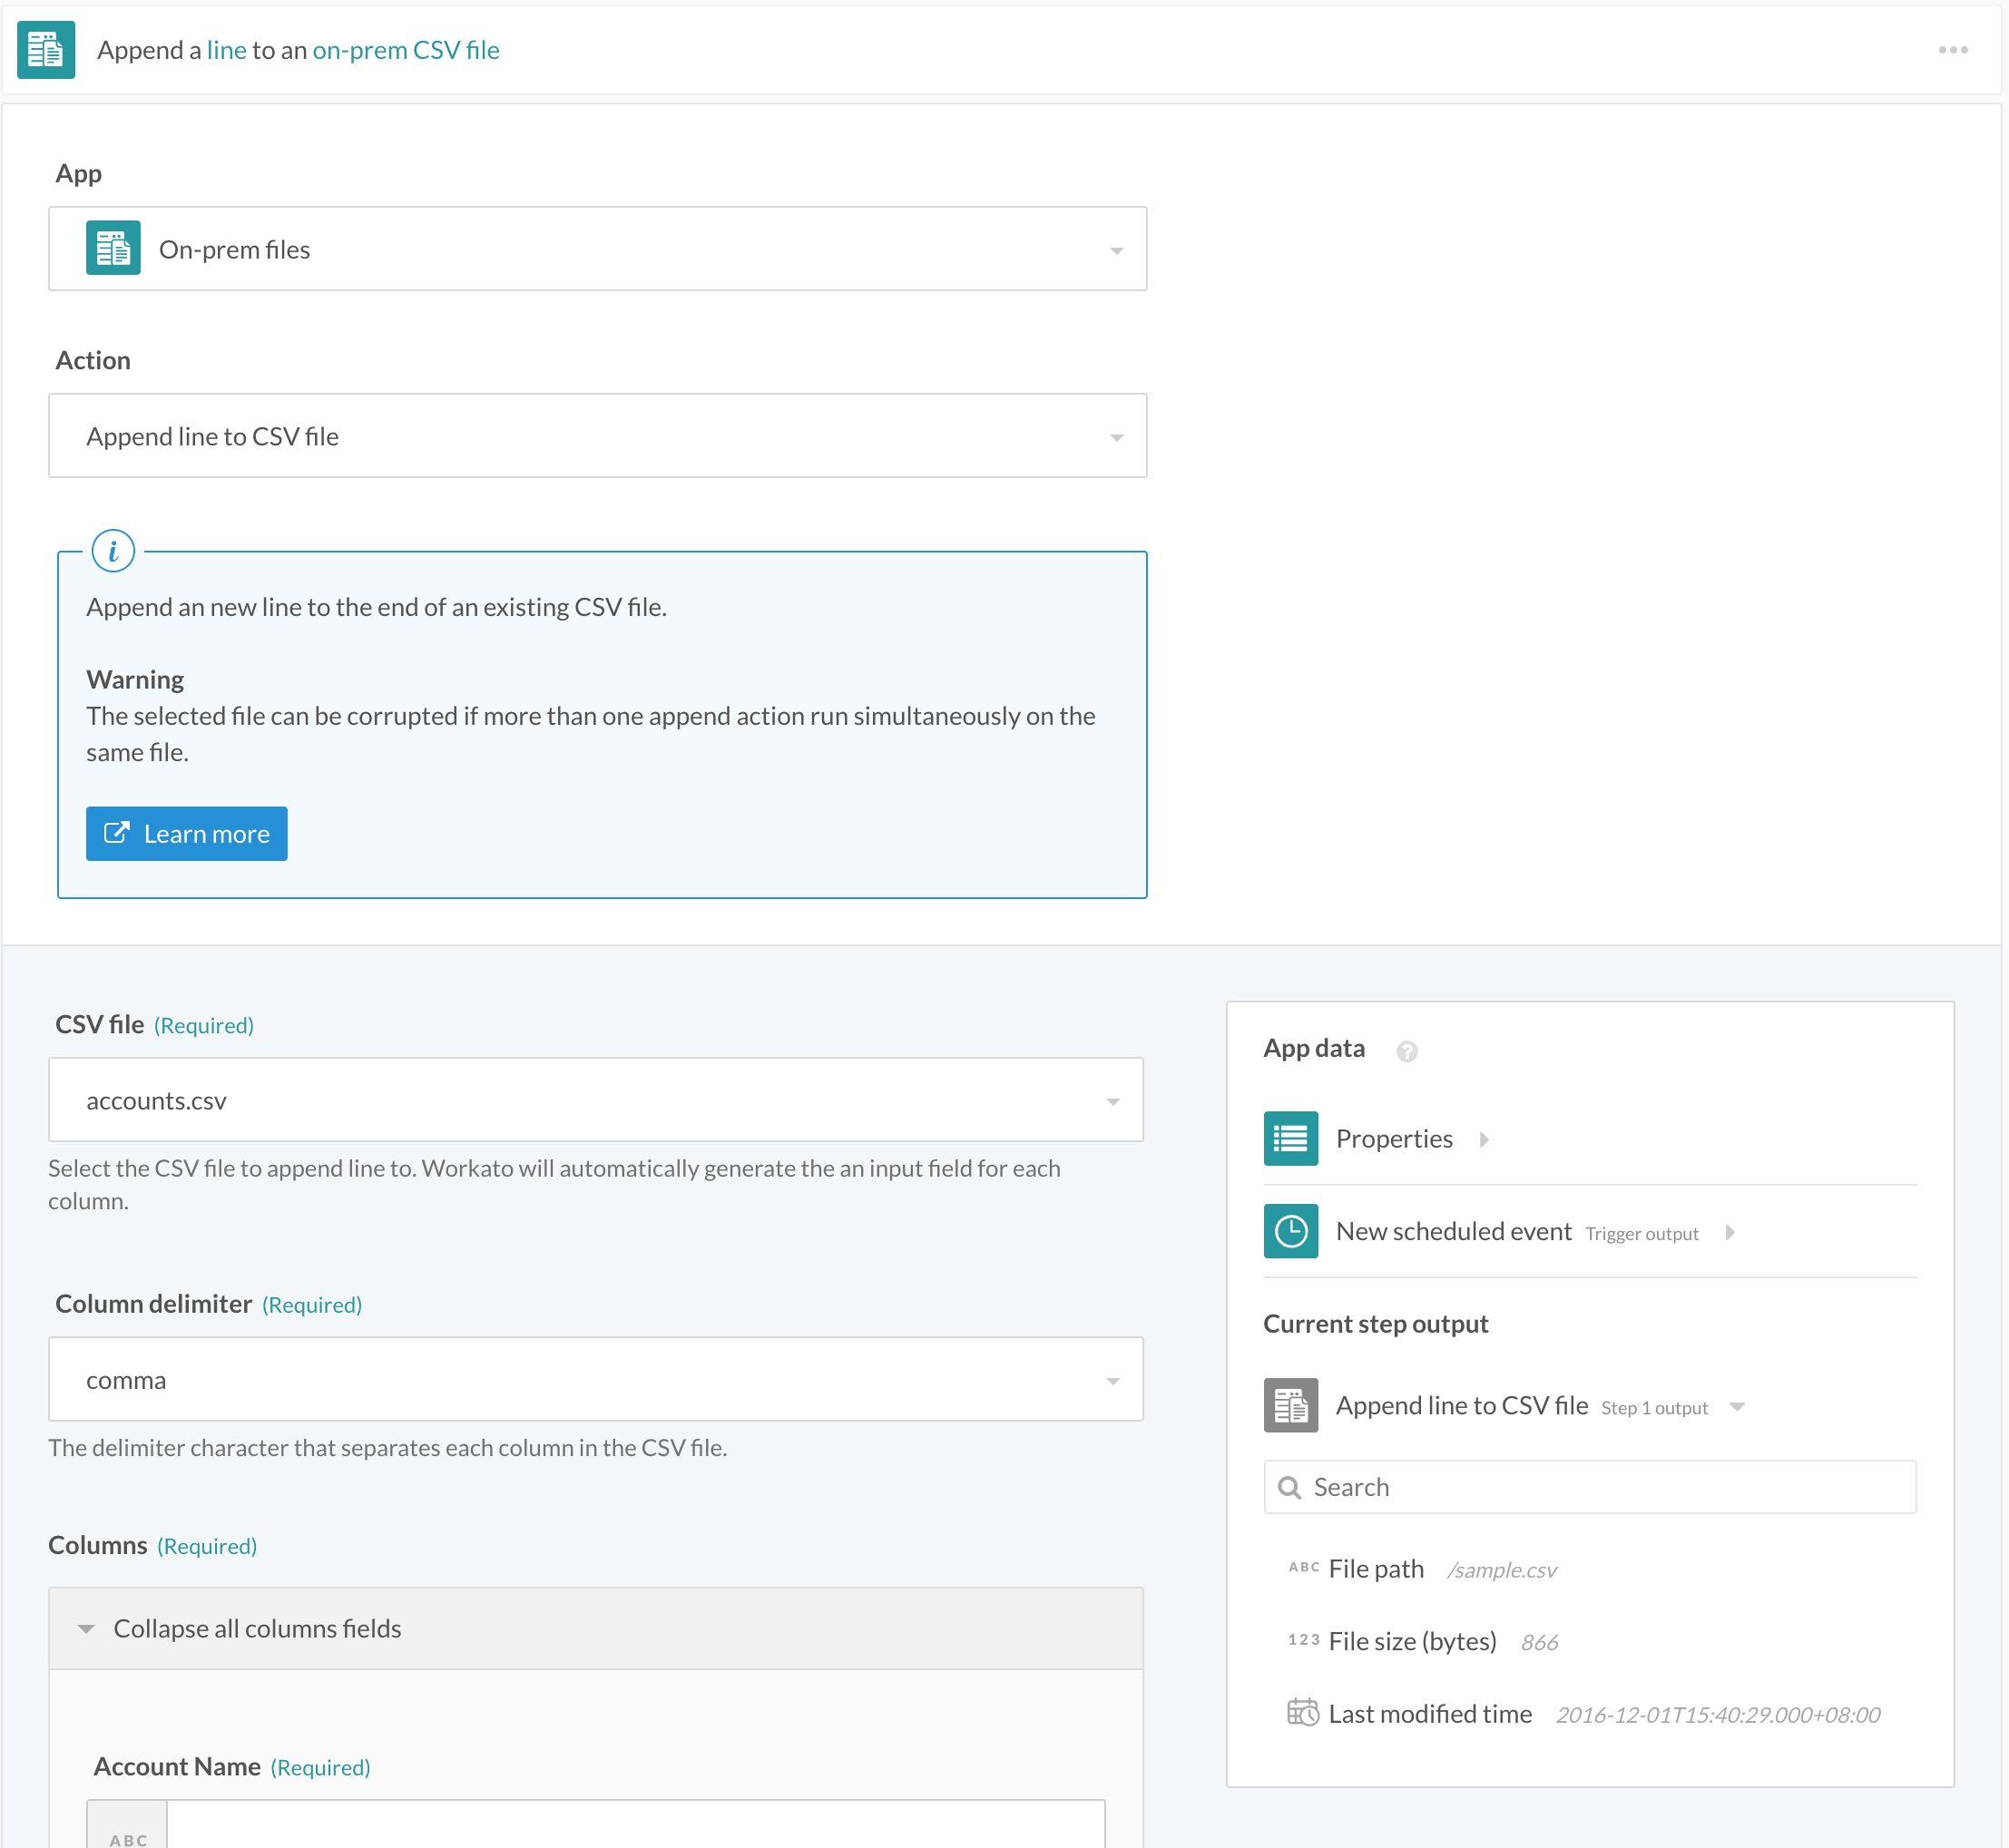 Append a line to an on-prem CSV file
App
On-prem files
Action
Append line to CSV file
i
Append an new line to the end of an existing CSV file.
Warning
The selected file can be corrupted if more than one append action run simultaneously on the
same file.
Learn more
CSV file (Required)
accounts.csv
Select the CSV file to append line to. Workato will automatically generate the an input field for each
column.
Column delimiter (Required)
comma
The delimiter character that separates each column in the CSV file.
Columns (Required)
Collapse all columns fields
Account Name (Required)
ABC
App data ?
Properties
New scheduled event Trigger output
Current step output
Append line to CSV file Step 1 output
Search
ABC File path /sample.csv
123 File size (bytes) 866
Last modified time 2016-12-01T15:40:29.000+08:00